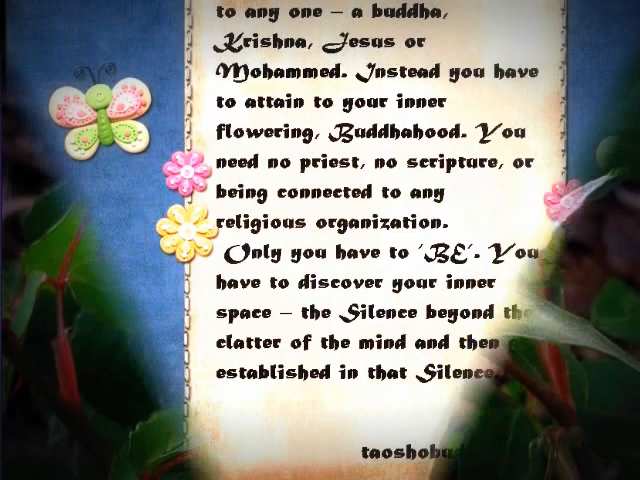 to any one – a buddha,
Krishna, Jesus or
Mohammed. Instead you have
to attain to your inner
flowering, Buddhahood. You
need no priest, no scripture, or
being connected to any
religious organization.
Only you have to 'BE'. You
have to discover your inner
space – the Silence beyond the
clatter of the mind and then
established in that Silence.